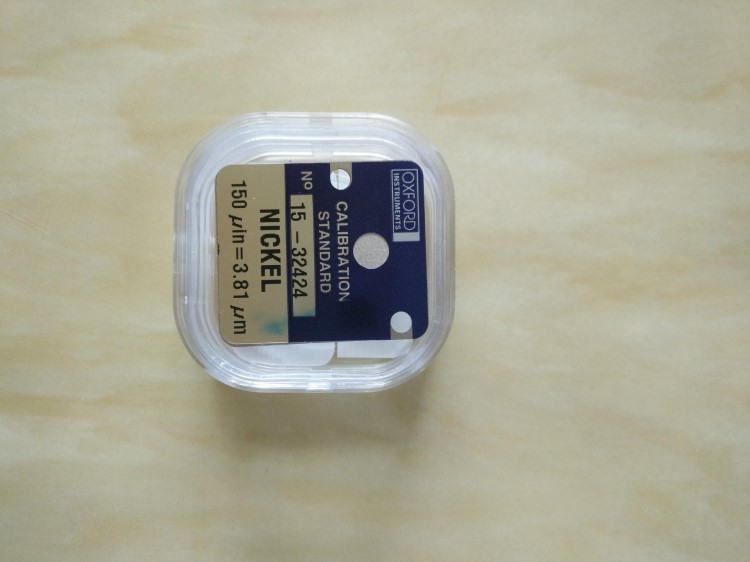 OXFORD
INSTRUMENTS
CALIBRATION
STANDARD
No 15 - 32424
NICKEL
150 µin = 3.81 µm